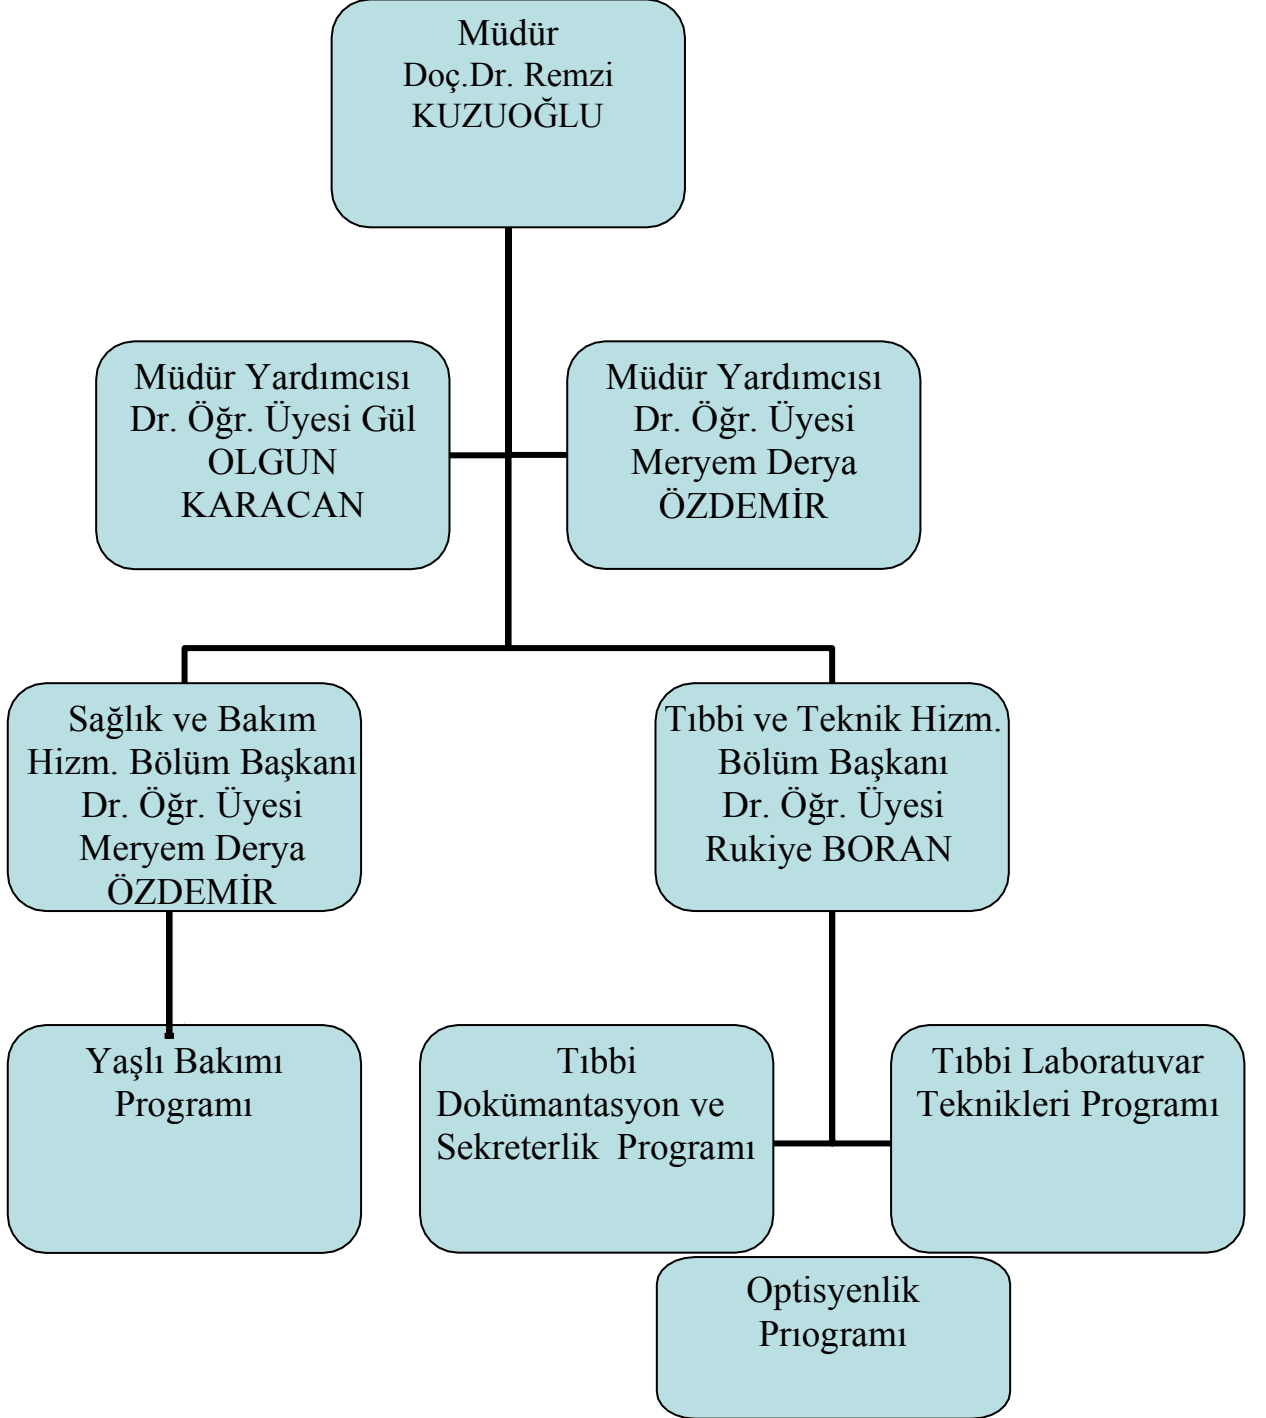 Müdür
Doç.Dr. Remzi
KUZUOĞLU
Müdür Yardımcısı
Dr. Öğr. Üyesi Gül
OLGUN
KARACAN
Müdür Yardımcısı
Dr. Öğr. Üyesi
Meryem Derya
ÖZDEMİR
Sağlık ve Bakım
Hizm. Bölüm Başkanı
Dr. Öğr. Üyesi
Meryem Derya
ÖZDEMİR
Tıbbi ve Teknik Hizm.
Bölüm Başkanı
Dr. Öğr. Üyesi
Rukiye BORAN
Yaşlı Bakımı
Programı
Tıbbi
Dokümantasyon ve
Sekreterlik Programı
Tıbbi Laboratuvar
Teknikleri Programı
Optisyenlik
Prıogramı